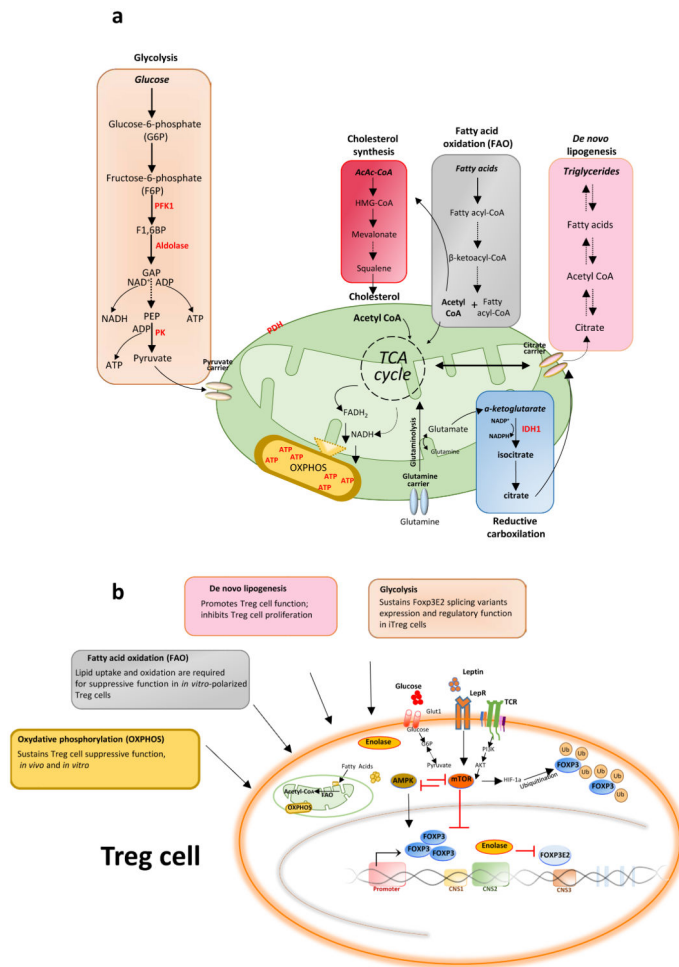 a
Glycolysis
Glucose
Glucose-6-phosphate
(G6P)
Fructose-6-phosphate
(F6P)
PFK1
F1,6BP
Aldolase
GAP
NAD⁺ ADP
NADH
ATP
PEP
ADP
PK
ATP
Pyruvate
Pyruvate
carrier
Cholesterol
synthesis
AcAc-CoA
HMG-CoA
Mevalonate
Squalene
Cholesterol
Fatty acid
oxidation (FAO)
Fatty acids
Fatty acyl-CoA
β-ketoacyl-CoA
Acetyl + Fatty
CoA acyl-CoA
De novo
lipogenesis
Triglycerides
Fatty acids
Acetyl CoA
Citrate
Citrate
carrier
PDH
Acetyl CoA
TCA
cycle
FADH₂
NADH
ATP
ATP
ATP
ATP
OXPHOS
ATP
ATP
ATP
ATP
Glutaminolysis
Glutamate
Glutamine
Glutamine
carrier
Glutamine
α-ketoglutarate
NADP⁺
IDH1
NADPH
isocitrate
citrate
Reductive
carboxilation
b
De novo lipogenesis
Promotes Treg cell function;
inhibits Treg cell proliferation
Glycolysis
Sustains Foxp3E2 splicing variants
expression and regulatory function
in iTreg cells
Fatty acid oxidation (FAO)
Lipid uptake and oxidation are required
for suppressive function in in vitro-polarized
Treg cells
Oxydative phosphorylation (OXPHOS)
Sustains Treg cell suppressive function,
in vivo and in vitro
Leptin
Glucose
LepR
TCR
Glut1
Glucose
Enolase
G6P
Pyruvate
PI3K
AKT
Fatty Acids
Acetyl-CoA
FAO
OXPHOS
AMPK
mTOR
HIF-1a
Ubiquitination
Ub
Ub
Ub
FOXP3
Ub
Ub
FOXP3
Ub
Ub
Treg cell
FOXP3
FOXP3
FOXP3
Enolase
FOXP3E2
Promoter
CNS1
CNS2
CNS3